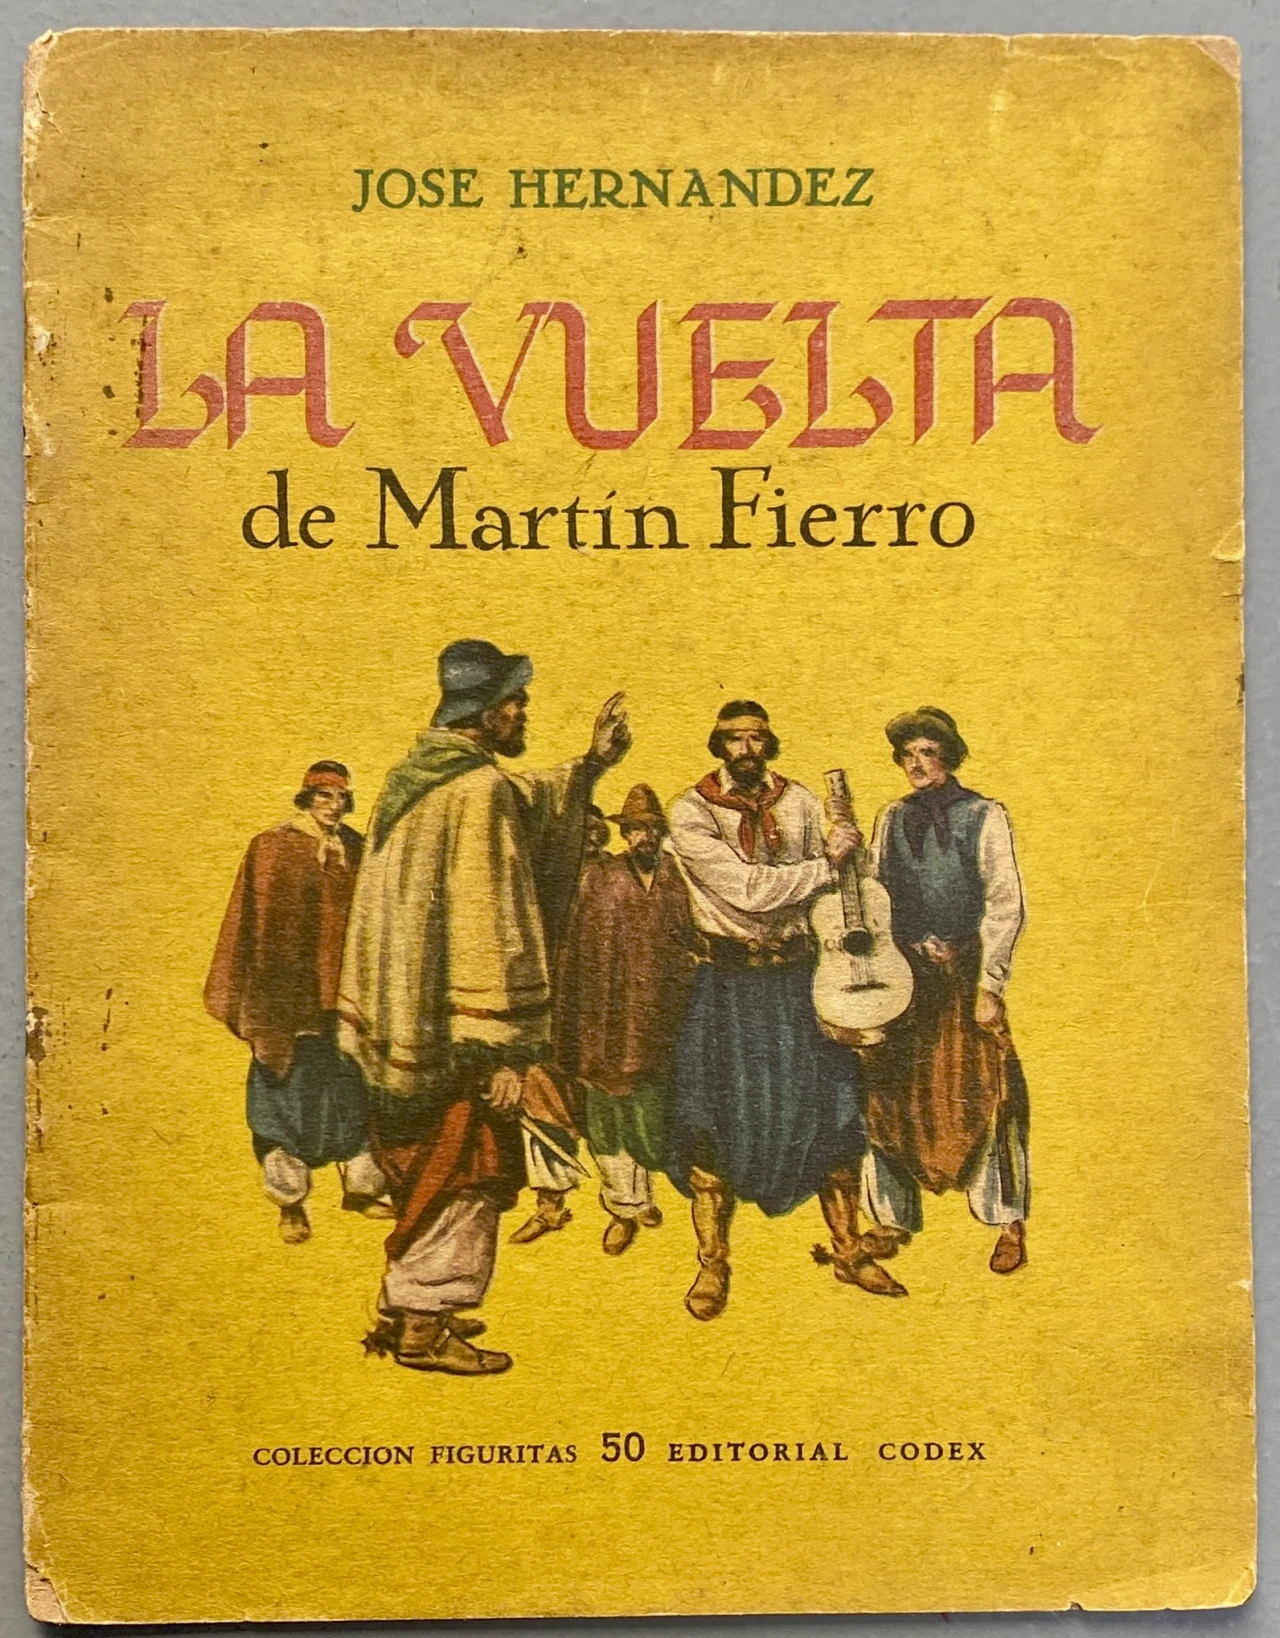 JOSE HERNANDEZ
LA VUELTA
de Martín Fierro
COLECCION FIGURITAS 50 EDITORIAL CODEX